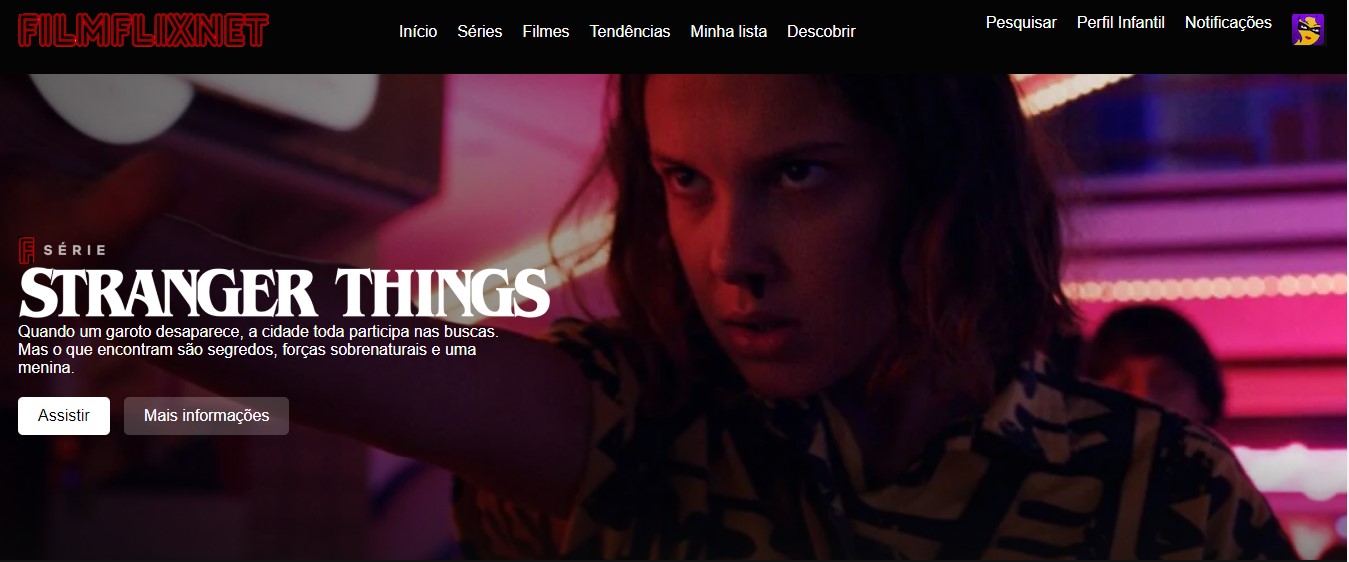 FILMFLIXNET
Início Séries Filmes Tendências Minha lista Descobrir
Pesquisar Perfil Infantil Notificações
F SÉRIE
STRANGER THINGS
Quando um garoto desaparece, a cidade toda participa nas buscas.
Mas o que encontram são segredos, forças sobrenaturais e uma
menina.
Assistir Mais informações